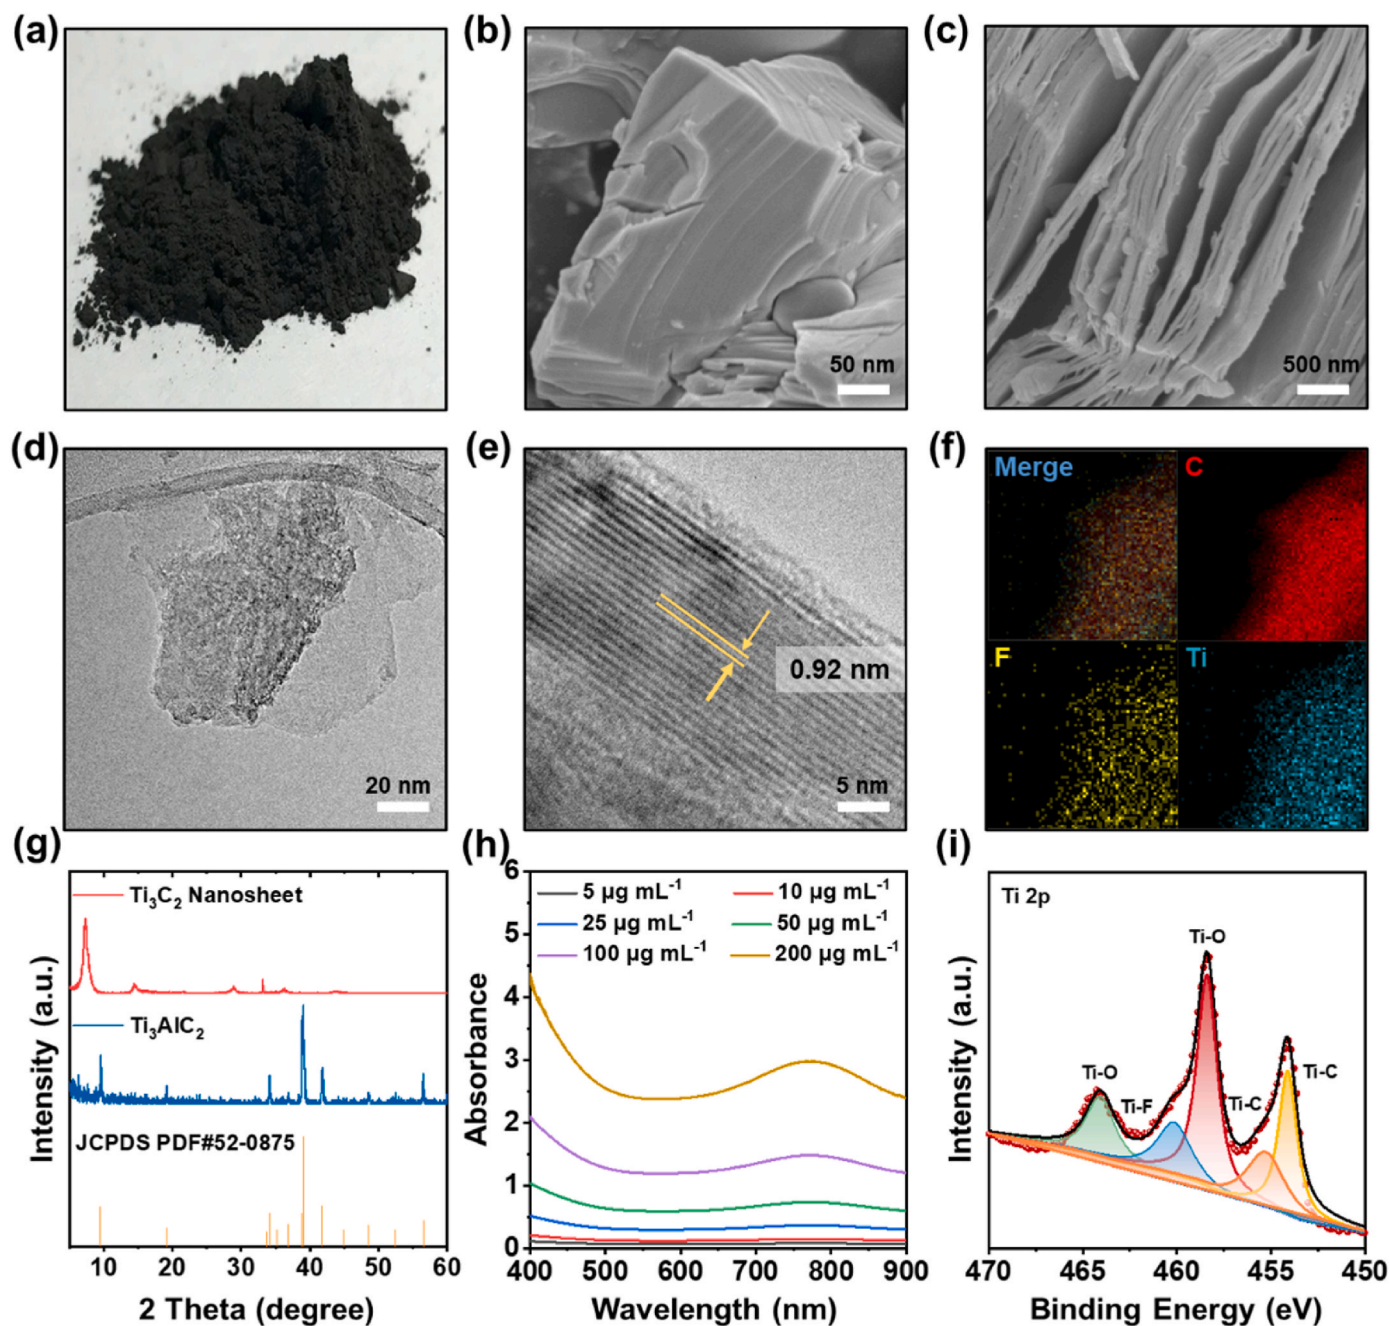 (a)
(b)
50 nm
(c)
500 nm
(d)
20 nm
(e)
0.92 nm
5 nm
(f)
Merge
C
F
Ti
(g)
Ti₃C₂ Nanosheet
Ti₃AlC₂
JCPDS PDF#52-0875
Intensity (a.u.)
10 20 30 40 50 60
2 Theta (degree)
(h)
5 µg mL⁻¹ 10 µg mL⁻¹
25 µg mL⁻¹ 50 µg mL⁻¹
100 µg mL⁻¹ 200 µg mL⁻¹
Absorbance
6
5
4
3
2
1
0
400 500 600 700 800 900
Wavelength (nm)
(i)
Ti 2p
Ti-O
Ti-O
Ti-F
Ti-C
Ti-C
Intensity (a.u.)
470 465 460 455 450
Binding Energy (eV)